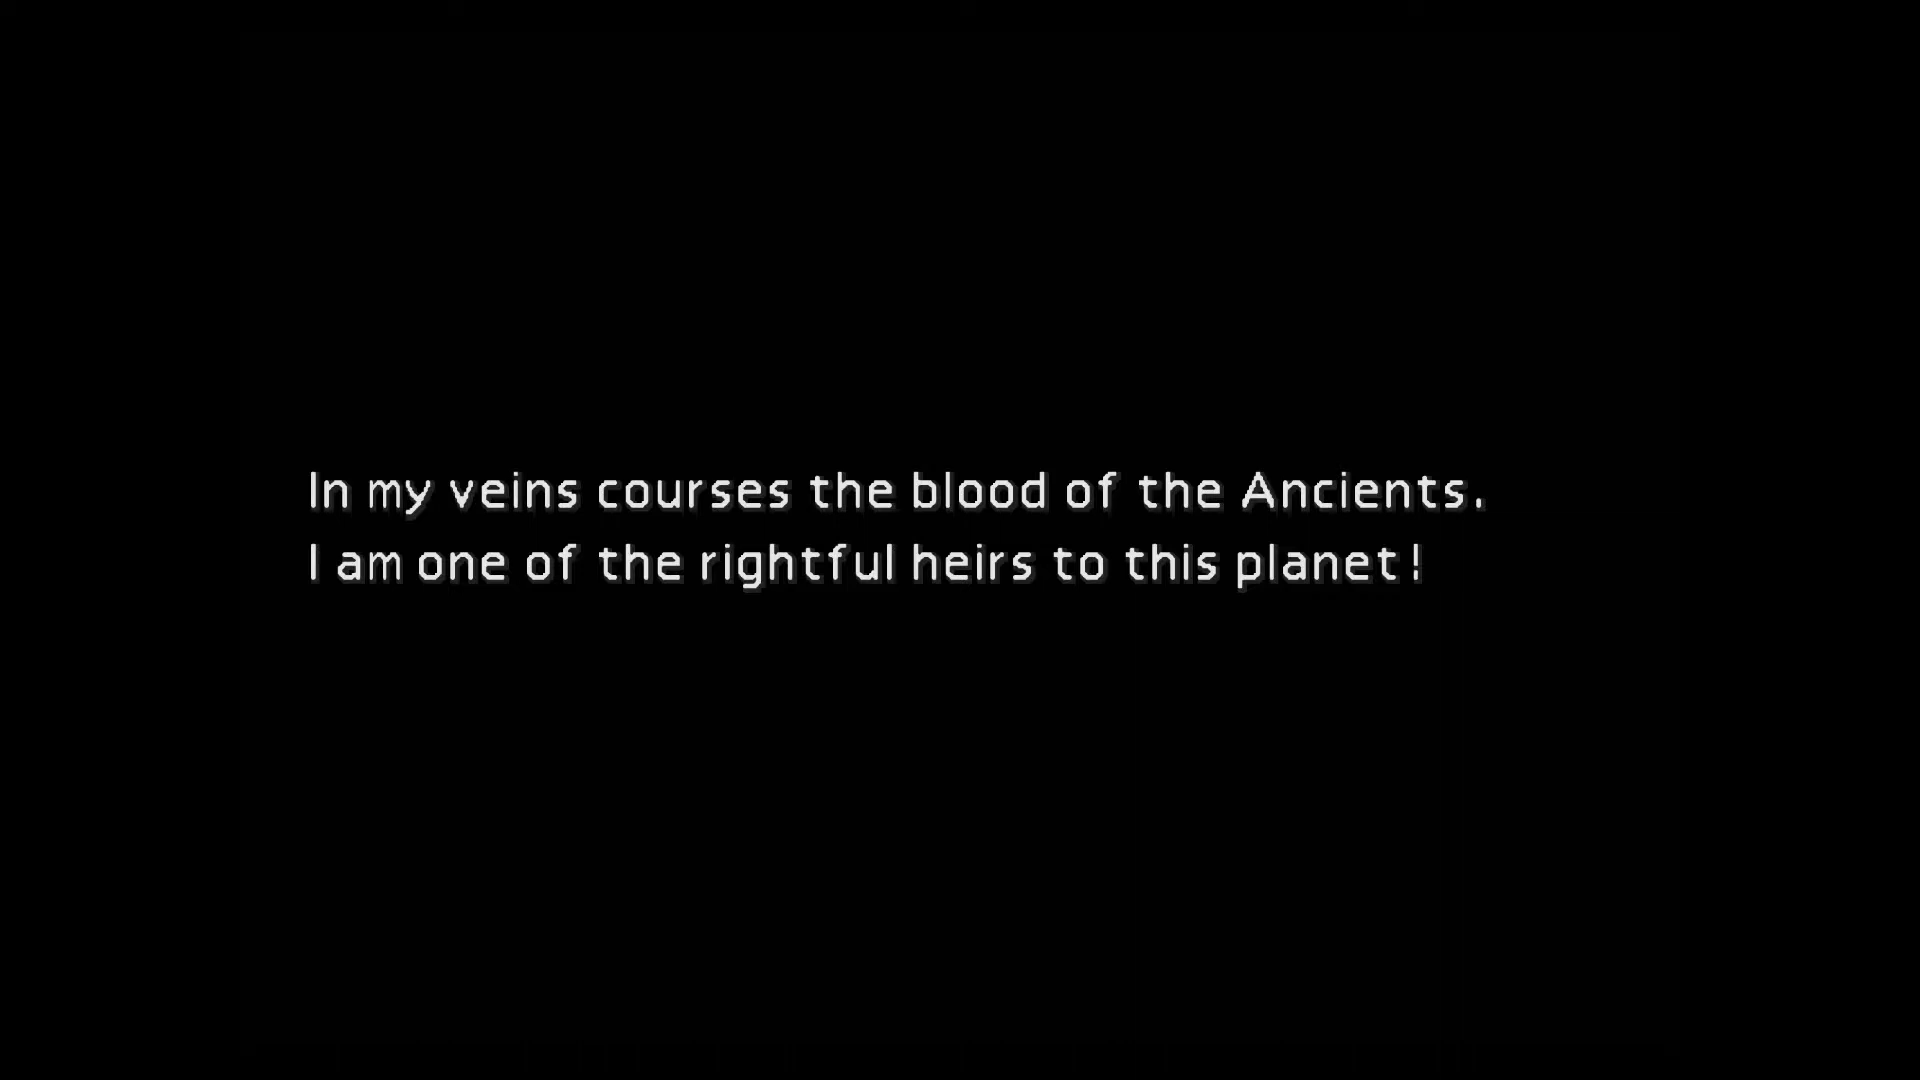 In my veins courses the blood of the Ancients.
I am one of the rightful heirs to this planet!